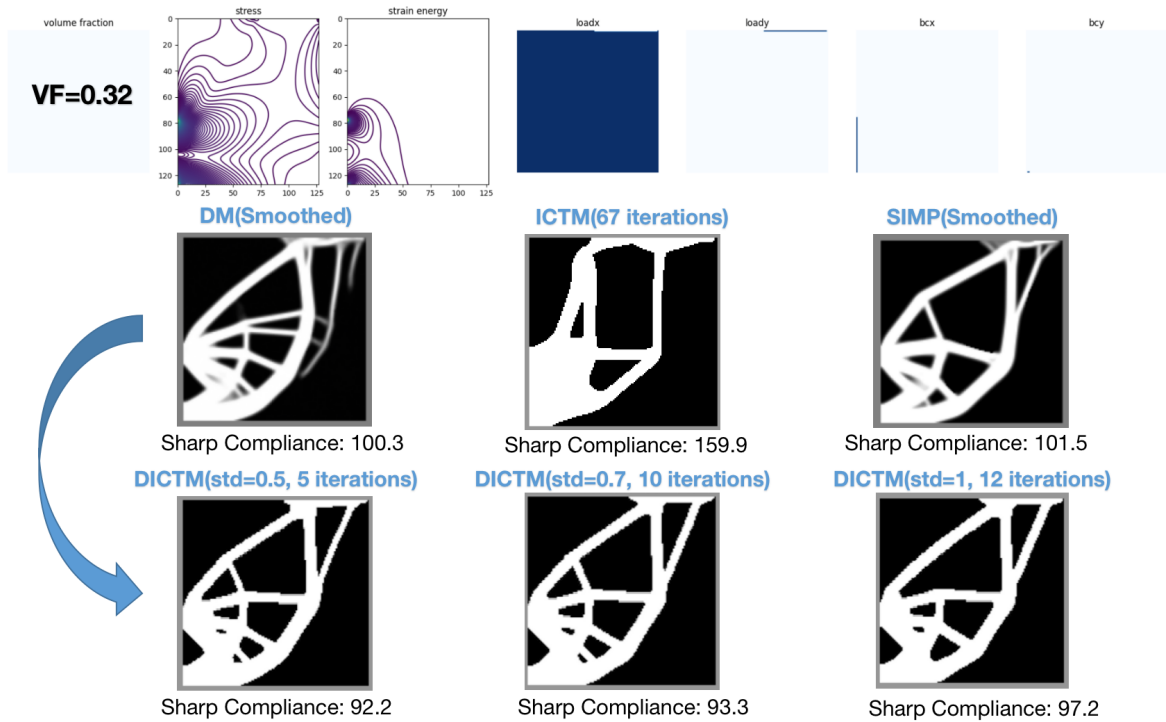 volume fraction
stress
strain energy
loadx
loady
bcx
bcy
VF=0.32
0
20
40
60
80
100
120
0
25
50
75
100
125
0
20
40
60
80
100
120
0
25
50
75
100
125
DM(Smoothed)
ICTM(67 iterations)
SIMP(Smoothed)
Sharp Compliance: 100.3
Sharp Compliance: 159.9
Sharp Compliance: 101.5
DICTM(std=0.5, 5 iterations)
DICTM(std=0.7, 10 iterations)
DICTM(std=1, 12 iterations)
Sharp Compliance: 92.2
Sharp Compliance: 93.3
Sharp Compliance: 97.2